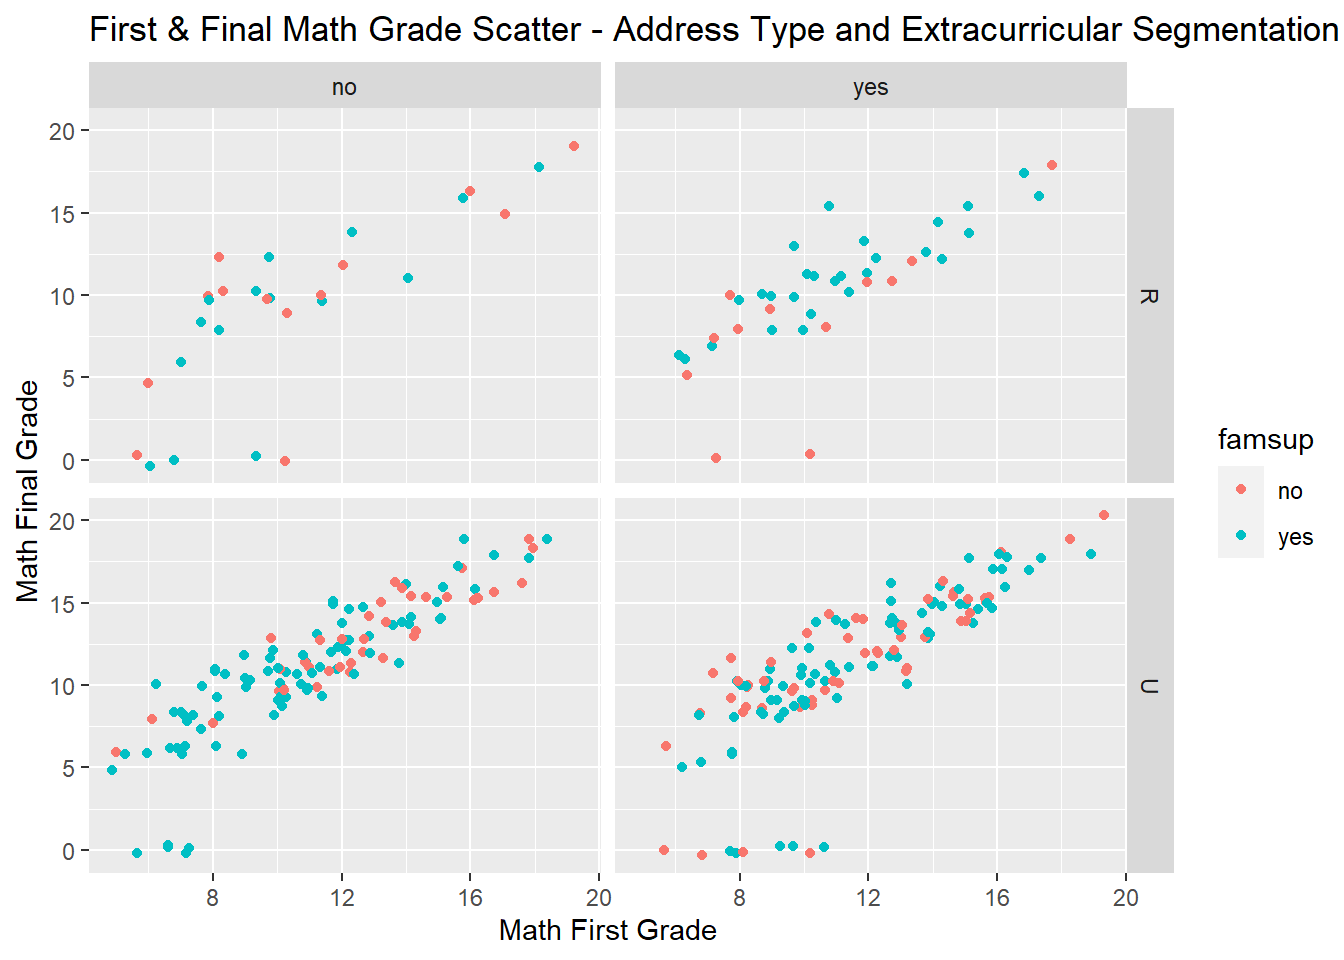 First & Final Math Grade Scatter - Address Type and Extracurricular Segmentation
no yes
20
15
10
5
0
R
20
15
10
5
0
U
8 12 16 20 8 12 16 20
Math First Grade
Math Final Grade
famsup
no
yes